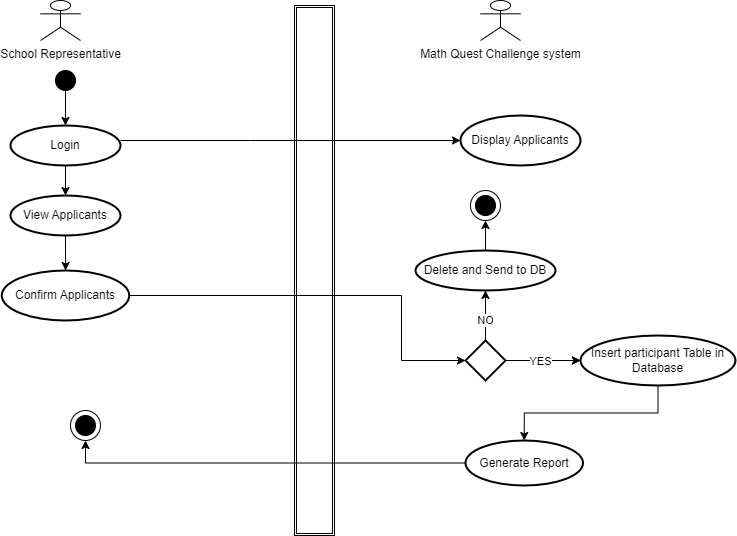 School Representative
Math Quest Challenge system
Login
Display Applicants
View Applicants
Delete and Send to DB
Confirm Applicants
NO
YES
Insert participant Table in
Database
Generate Report